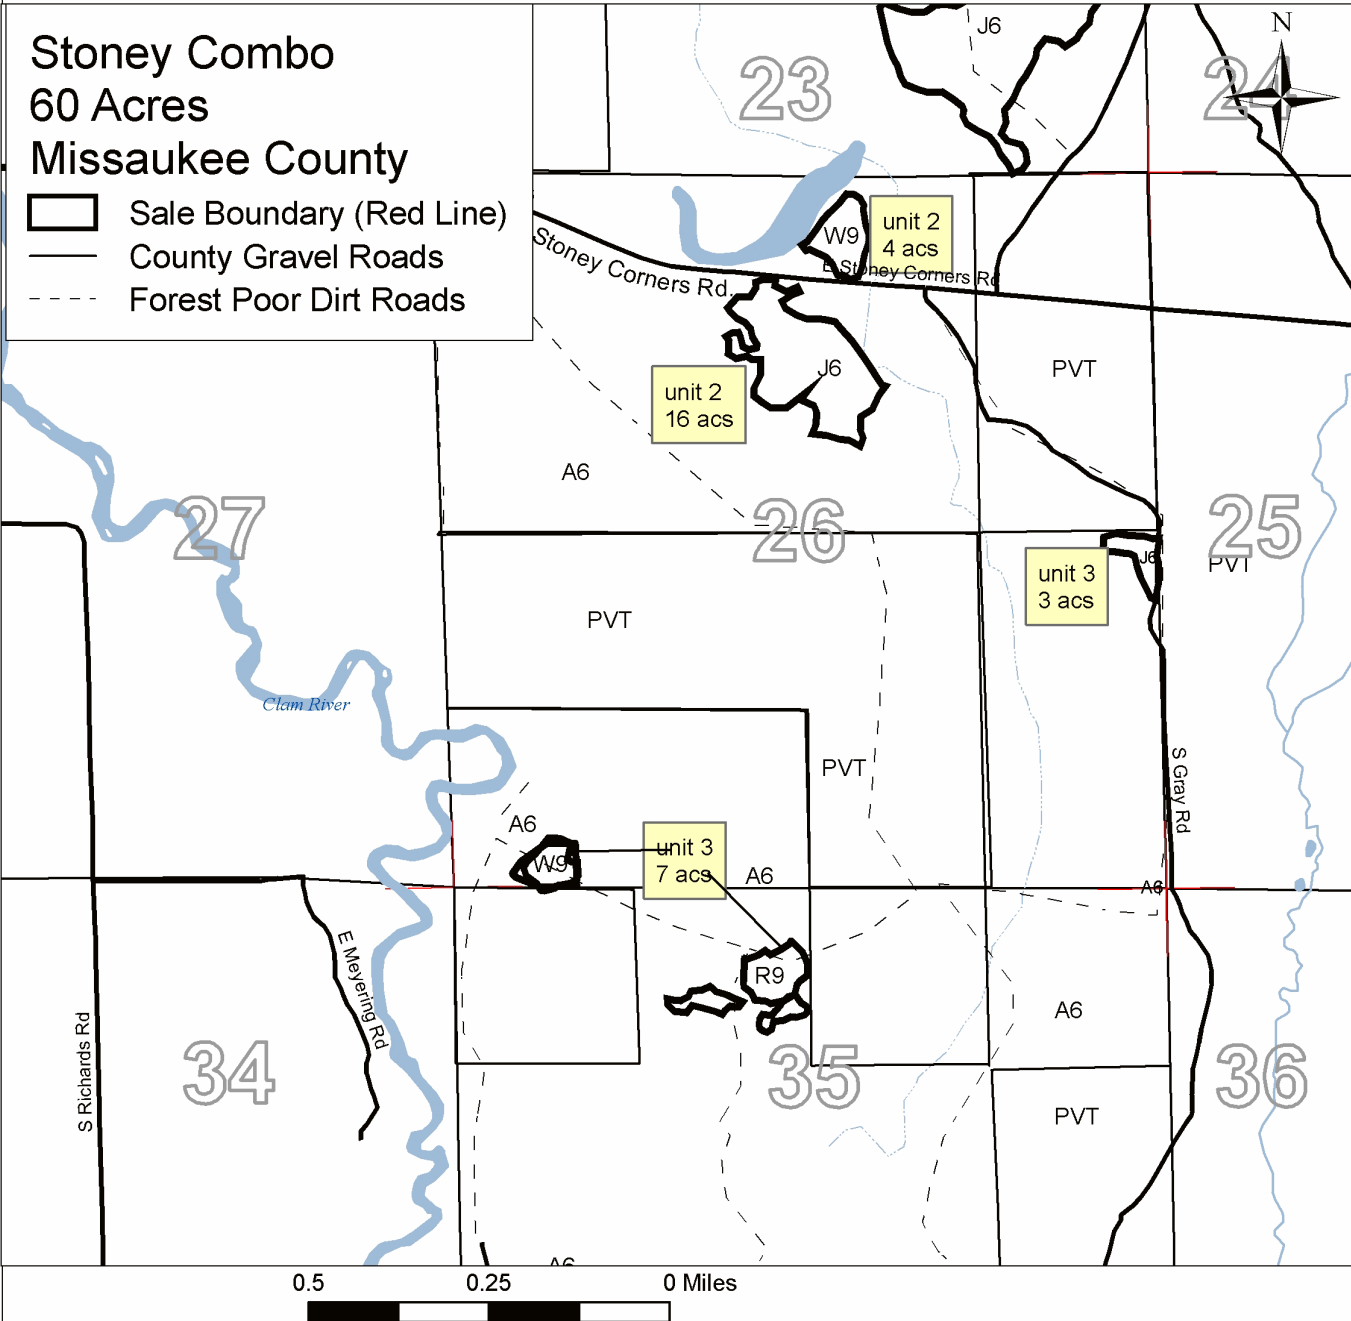 Stoney Combo
60 Acres
Missaukee County
Sale Boundary (Red Line)
County Gravel Roads
Forest Poor Dirt Roads
N
23
24
J6
W9
unit 2
4 acs
E Stoney Corners Rd
Stoney Corners Rd
J6
PVT
unit 2
16 acs
A6
27
26
25
J6
PVT
unit 3
3 acs
PVT
Clam River
PVT
S Gray Rd
A6
W9
unit 3
7 acs
A6
A6
E Meyering Rd
R9
A6
S Richards Rd
34
35
36
PVT
A6
0.5
0.25
0 Miles